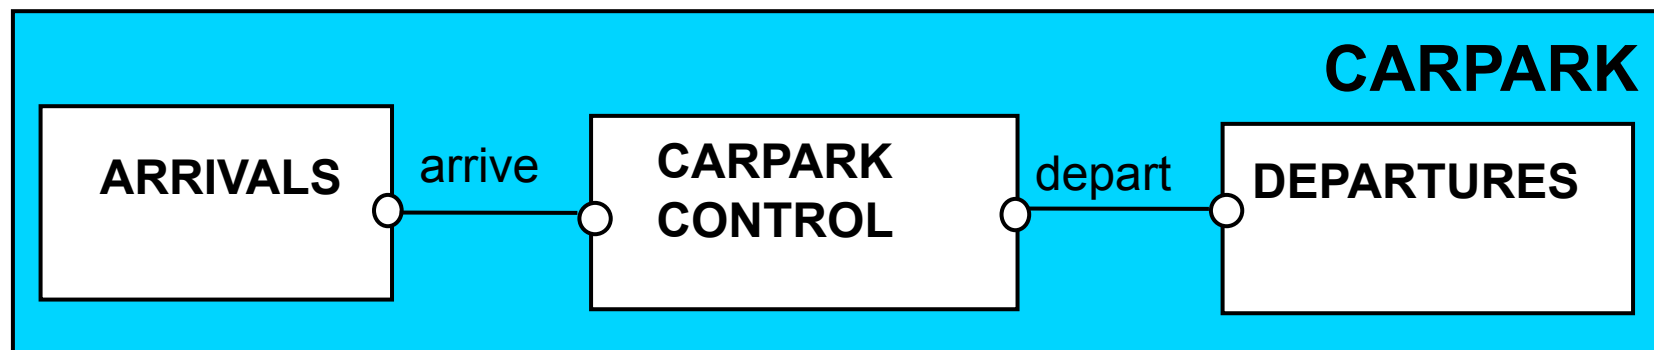 CARPARK
ARRIVALS
arrive
CARPARK
CONTROL
depart
DEPARTURES